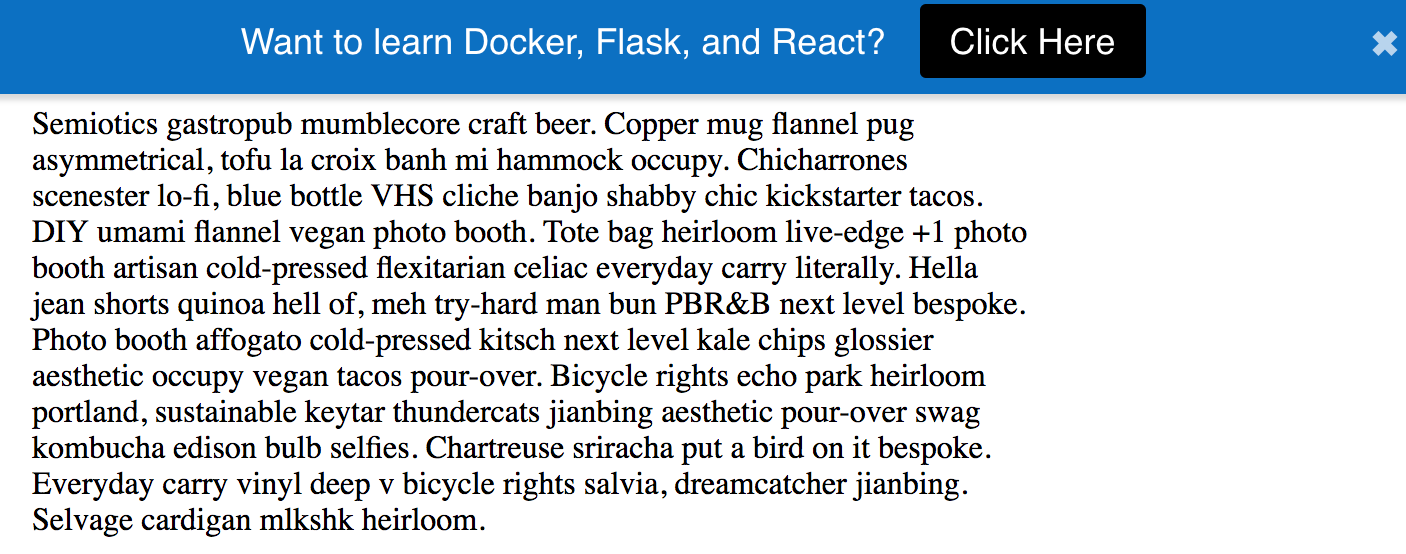 Want to learn Docker, Flask, and React? Click Here ✖
Semiotics gastropub mumblecore craft beer. Copper mug flannel pug
asymmetrical, tofu la croix banh mi hammock occupy. Chicharrones
scenester lo-fi, blue bottle VHS cliche banjo shabby chic kickstarter tacos.
DIY umami flannel vegan photo booth. Tote bag heirloom live-edge +1 photo
booth artisan cold-pressed flexitarian celiac everyday carry literally. Hella
jean shorts quinoa hell of, meh try-hard man bun PBR&B next level bespoke.
Photo booth affogato cold-pressed kitsch next level kale chips glossier
aesthetic occupy vegan tacos pour-over. Bicycle rights echo park heirloom
portland, sustainable keytar thundercats jianbing aesthetic pour-over swag
kombucha edison bulb selfies. Chartreuse sriracha put a bird on it bespoke.
Everyday carry vinyl deep v bicycle rights salvia, dreamcatcher jianbing.
Selvage cardigan mlkshk heirloom.